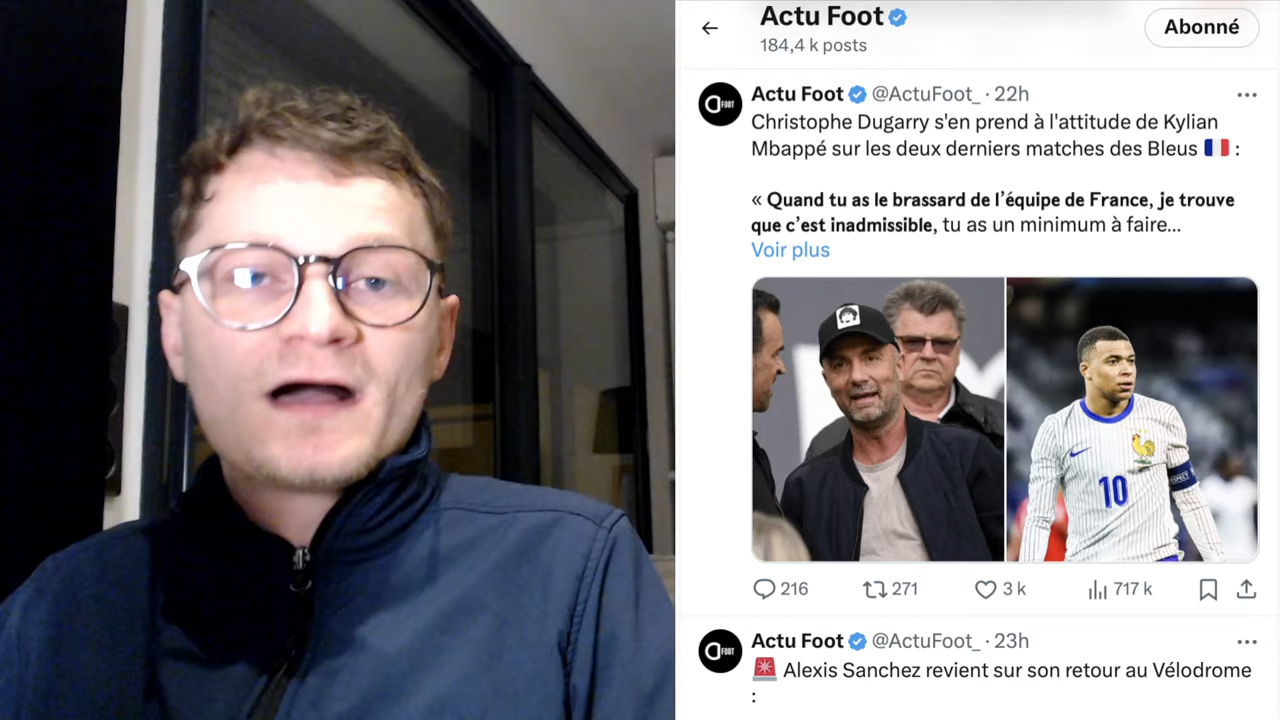 Actu Foot
184,4 k posts
Abonné
Actu Foot @ActuFoot_ · 22h
Christophe Dugarry s'en prend à l'attitude de Kylian
Mbappé sur les deux derniers matches des Bleus 🇫🇷 :
« Quand tu as le brassard de l'équipe de France, je trouve
que c'est inadmissible, tu as un minimum à faire...
Voir plus
10
RESPECT
216
271
3 k
717 k
Actu Foot @ActuFoot_ · 23h
🚨 Alexis Sanchez revient sur son retour au Vélodrome
: